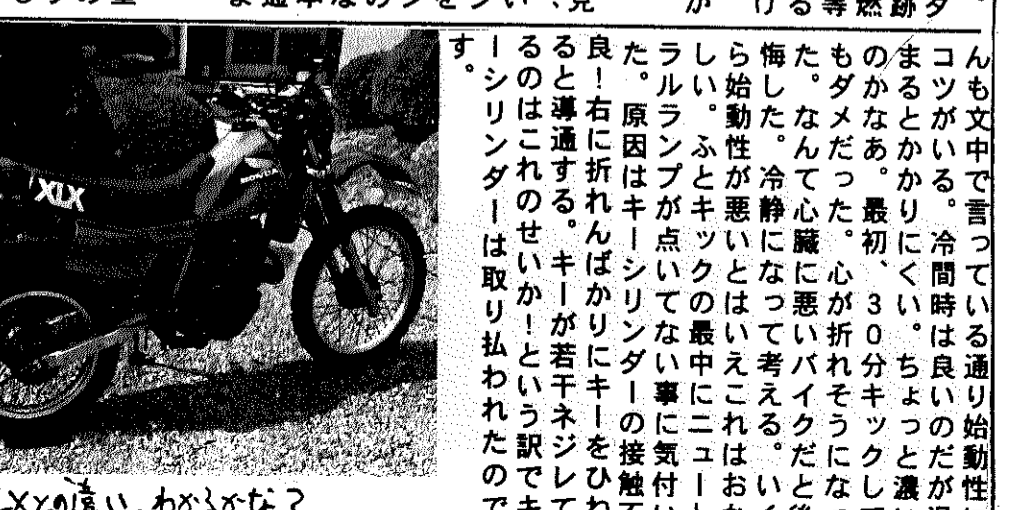 んも文中で言っている通り始動性
コツがいる。冷間時は良いのだが
まるとかかりにくい。ちょっと濃
のかなあ。最初、30分キックし
もダメだった。心が折れそうにな
た。なんて心臓に悪いバイクだと後
悔した。冷静になって考える。いく
ら始動性が悪いとはいえこれはお
しい。ふとキックの最中にニュー
ラルランプが点いてない事に気付い
た。原因はキーシリンダーの接触
良！右に折れんばかりにキーをひね
ると導通する。キーが若干ネジレて
るのはこれのせいか！という訳でキ
ーシリンダーは取り払われたので
す。
XLX
の違い、わかるかな?